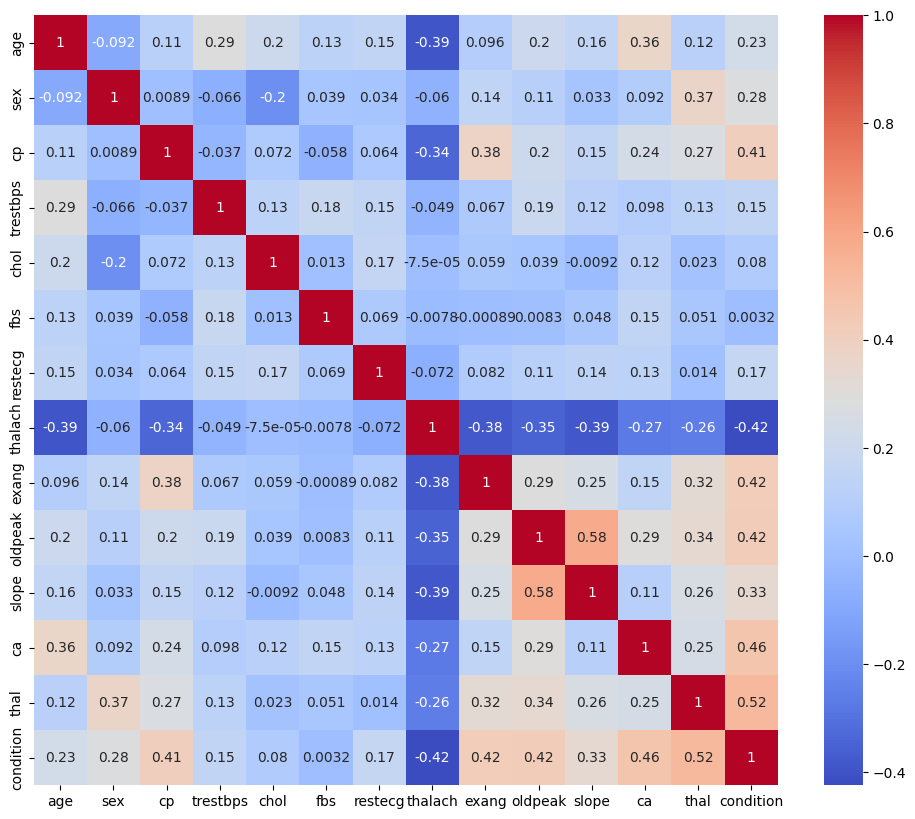 age 1 -0.092 0.11 0.29 0.2 0.13 0.15 -0.39 0.096 0.2 0.16 0.36 0.12 0.23
sex -0.092 1 0.0089 -0.066 -0.2 0.039 0.034 -0.06 0.14 0.11 0.033 0.092 0.37 0.28
cp 0.11 0.0089 1 -0.037 0.072 -0.058 0.064 -0.34 0.38 0.2 0.15 0.24 0.27 0.41
trestbps 0.29 -0.066 -0.037 1 0.13 0.18 0.15 -0.049 0.067 0.19 0.12 0.098 0.13 0.15
chol 0.2 -0.2 0.072 0.13 1 0.013 0.17 -7.5e-05 0.059 0.039 -0.0092 0.12 0.023 0.08
fbs 0.13 0.039 -0.058 0.18 0.013 1 0.069 -0.0078 -0.00089 0.0083 0.048 0.15 0.051 0.0032
restecg 0.15 0.034 0.064 0.15 0.17 0.069 1 -0.072 0.082 0.11 0.14 0.13 0.014 0.17
thalach -0.39 -0.06 -0.34 -0.049 -7.5e-05 -0.0078 -0.072 1 -0.38 -0.35 -0.39 -0.27 -0.26 -0.42
exang 0.096 0.14 0.38 0.067 0.059 -0.00089 0.082 -0.38 1 0.29 0.25 0.15 0.32 0.42
oldpeak 0.2 0.11 0.2 0.19 0.039 0.0083 0.11 -0.35 0.29 1 0.58 0.29 0.34 0.42
slope 0.16 0.033 0.15 0.12 -0.0092 0.048 0.14 -0.39 0.25 0.58 1 0.11 0.26 0.33
ca 0.36 0.092 0.24 0.098 0.12 0.15 0.13 -0.27 0.15 0.29 0.11 1 0.25 0.46
thal 0.12 0.37 0.27 0.13 0.023 0.051 0.014 -0.26 0.32 0.34 0.26 0.25 1 0.52
condition 0.23 0.28 0.41 0.15 0.08 0.0032 0.17 -0.42 0.42 0.42 0.33 0.46 0.52 1
age sex cp trestbps chol fbs restecg thalach exang oldpeak slope ca thal condition
1.0
0.8
0.6
0.4
0.2
0.0
−0.2
−0.4